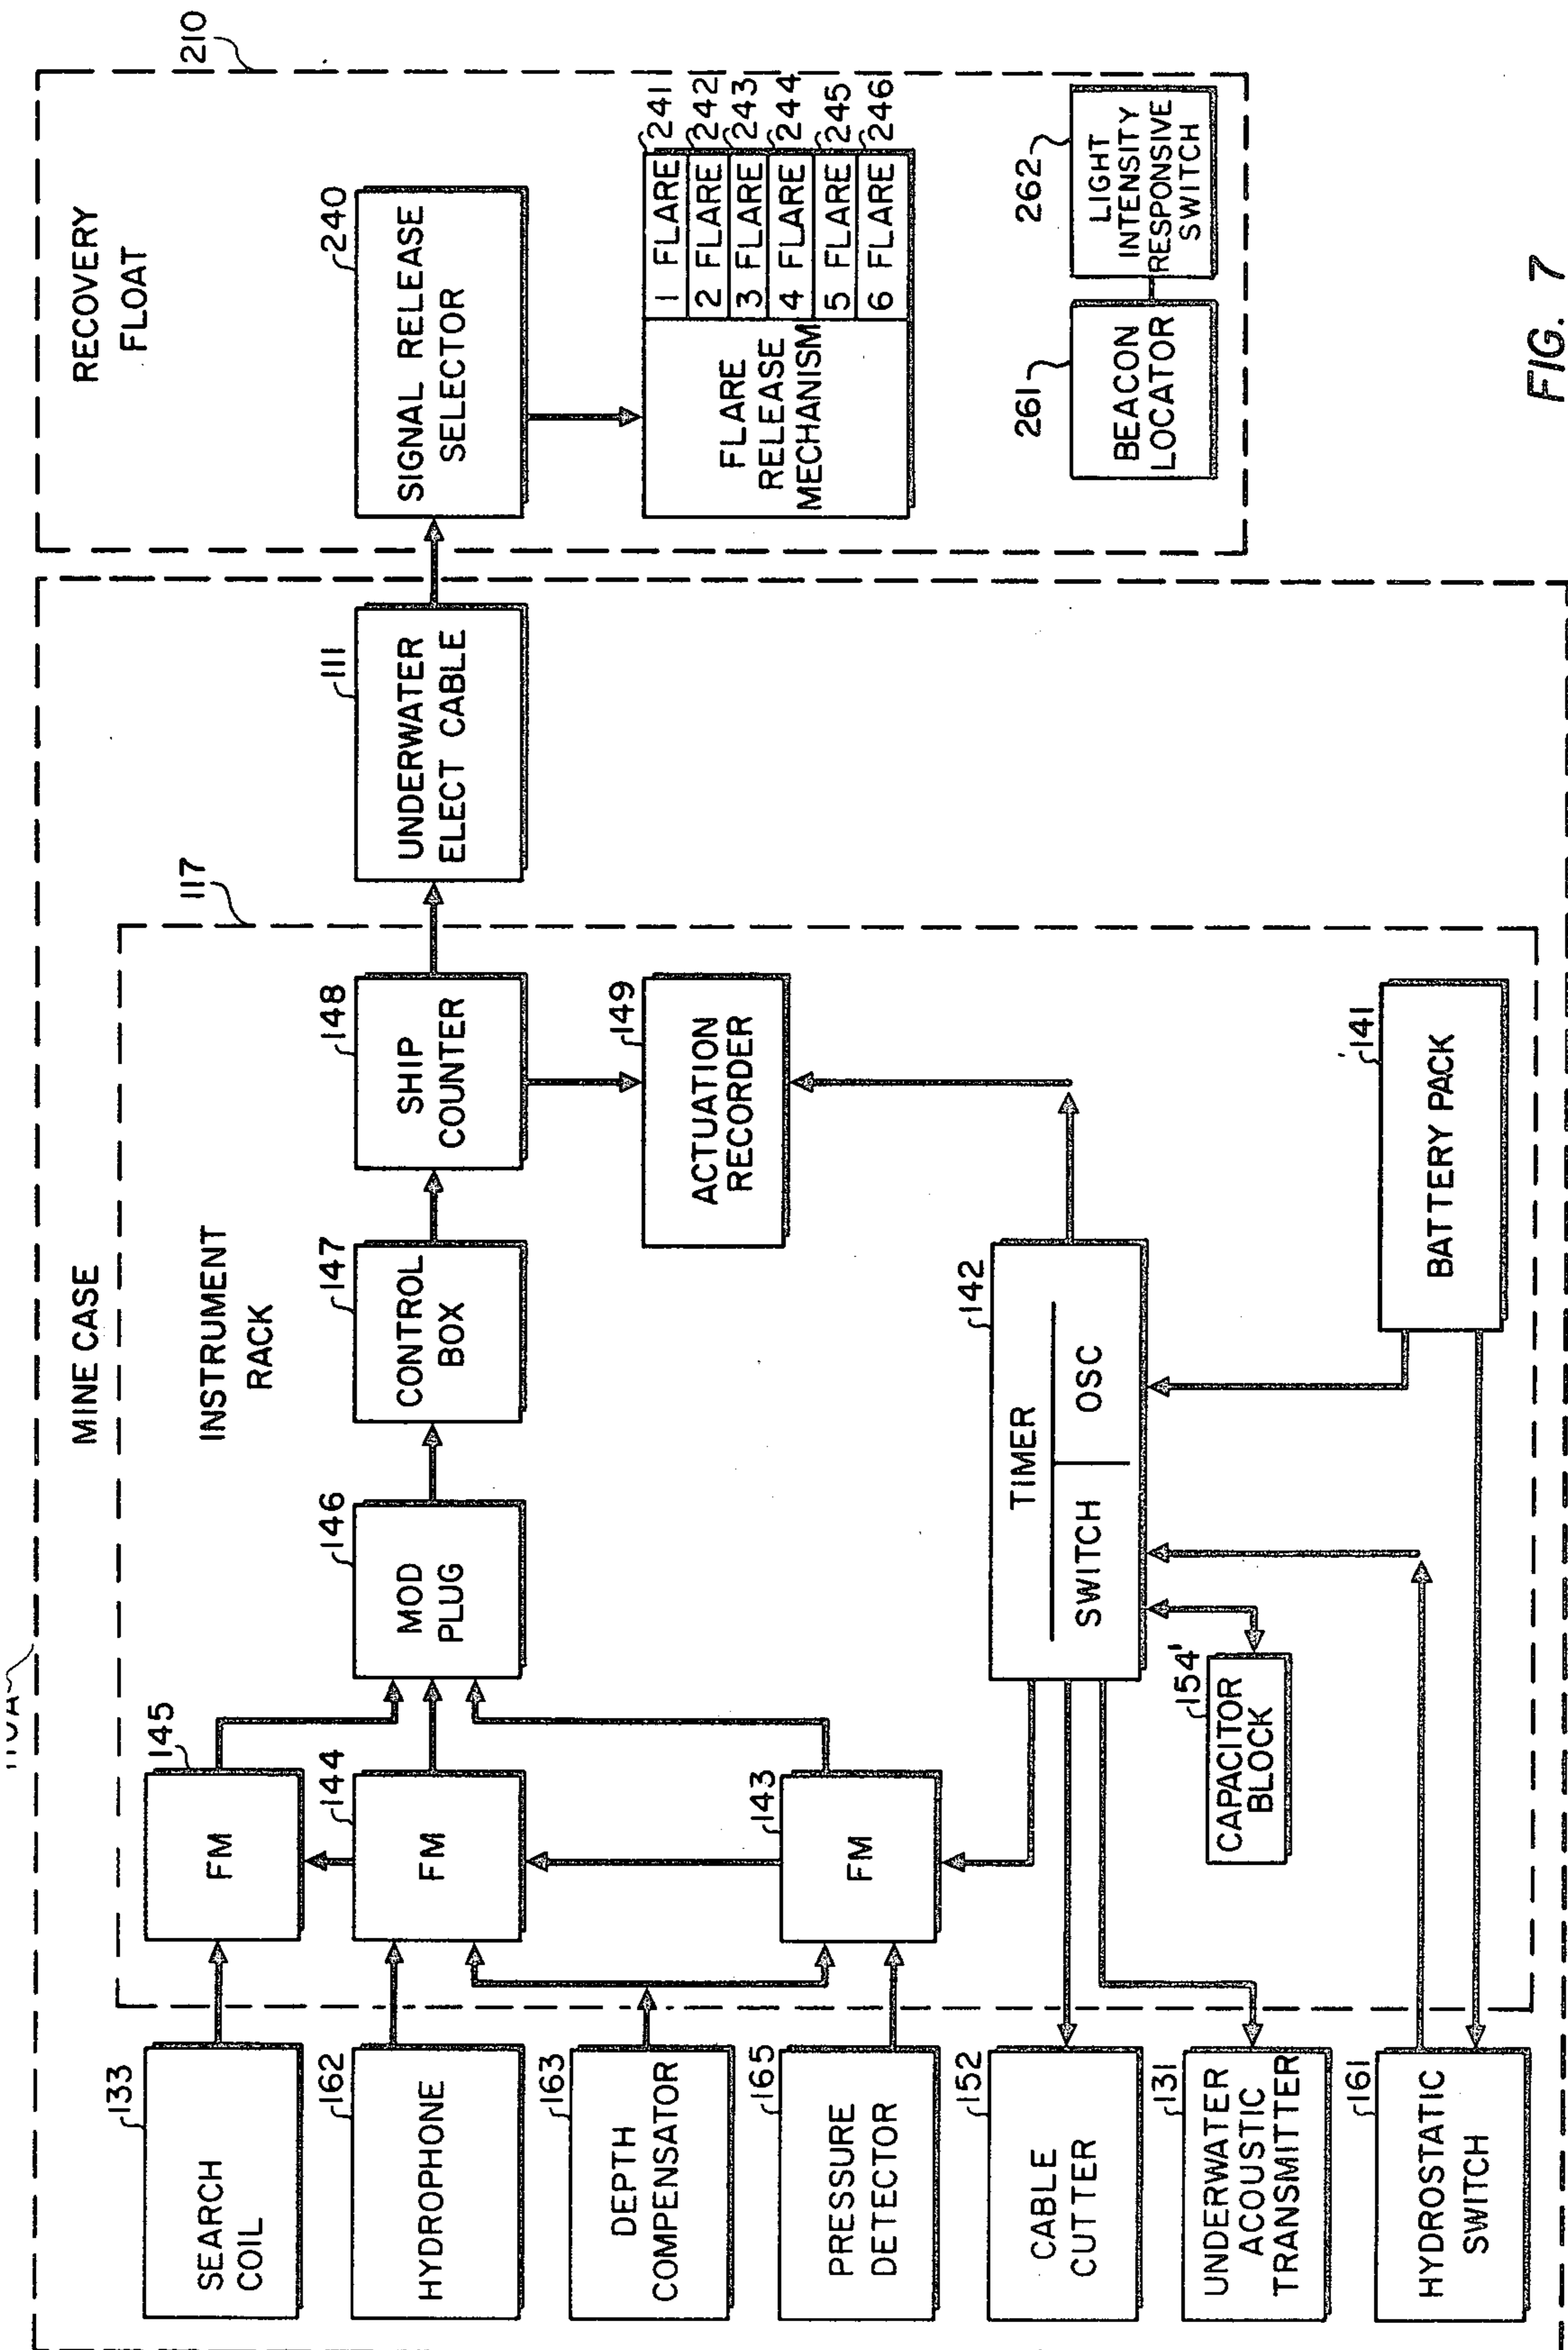 110A
MINE CASE
117
INSTRUMENT
RACK
133
SEARCH
COIL
145
FM
162
HYDROPHONE
144
FM
146
MOD
PLUG
147
CONTROL
BOX
148
SHIP
COUNTER
111
UNDERWATER
ELECT CABLE
163
DEPTH
COMPENSATOR
149
ACTUATION
RECORDER
165
PRESSURE
DETECTOR
143
FM
152
CABLE
CUTTER
142
TIMER
SWITCH
OSC
131
UNDERWATER
ACOUSTIC
TRANSMITTER
154'
CAPACITOR
BLOCK
161
HYDROSTATIC
SWITCH
141
BATTERY PACK
210
RECOVERY
FLOAT
240
SIGNAL RELEASE
SELECTOR
FLARE
RELEASE
MECHANISM
1 FLARE 241
2 FLARE 242
3 FLARE 243
4 FLARE 244
5 FLARE 245
6 FLARE 246
261
BEACON
LOCATOR
262
LIGHT
INTENSITY
RESPONSIVE
SWITCH
FIG. 7